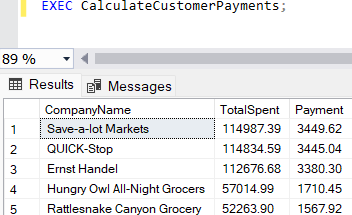 EXEC CalculateCustomerPayments;
89 %
Results Messages
CompanyName TotalSpent Payment
1 Save-a-lot Markets 114987.39 3449.62
2 QUICK-Stop 114834.59 3445.04
3 Ernst Handel 112676.68 3380.30
4 Hungry Owl All-Night Grocers 57014.99 1710.45
5 Rattlesnake Canyon Grocery 52263.90 1567.92